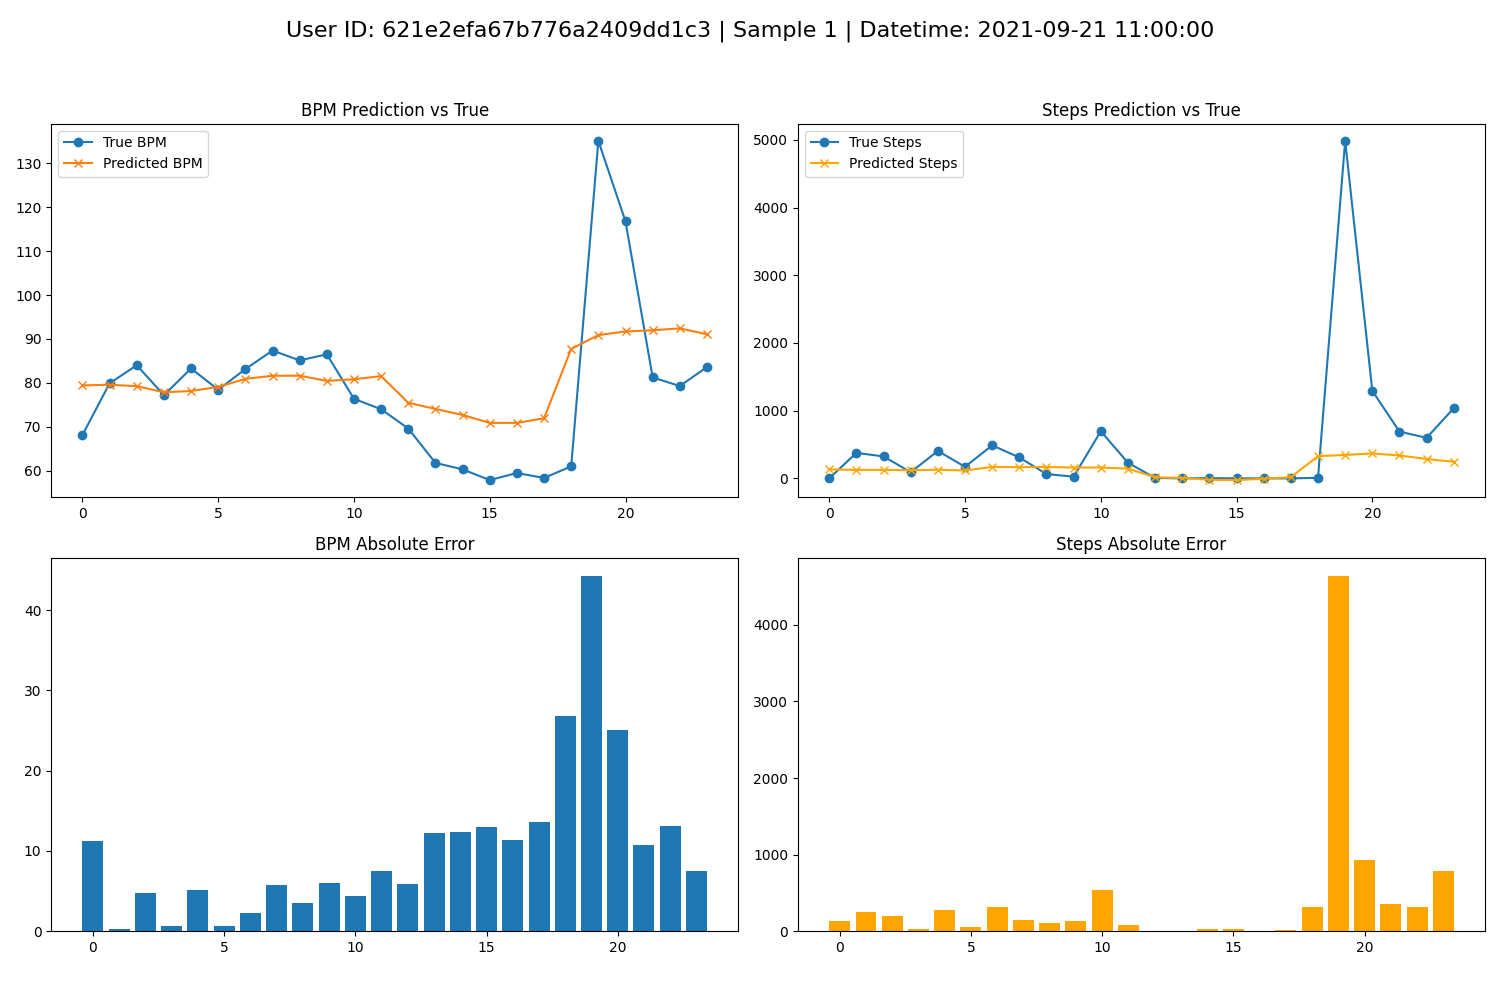 User ID: 621e2efa67b776a2409dd1c3 | Sample 1 | Datetime: 2021-09-21 11:00:00
BPM Prediction vs True
True BPM
Predicted BPM
130
120
110
100
90
80
70
60
0 5 10 15 20
Steps Prediction vs True
True Steps
Predicted Steps
5000
4000
3000
2000
1000
0
0 5 10 15 20
BPM Absolute Error
40
30
20
10
0
0 5 10 15 20
Steps Absolute Error
4000
3000
2000
1000
0
0 5 10 15 20